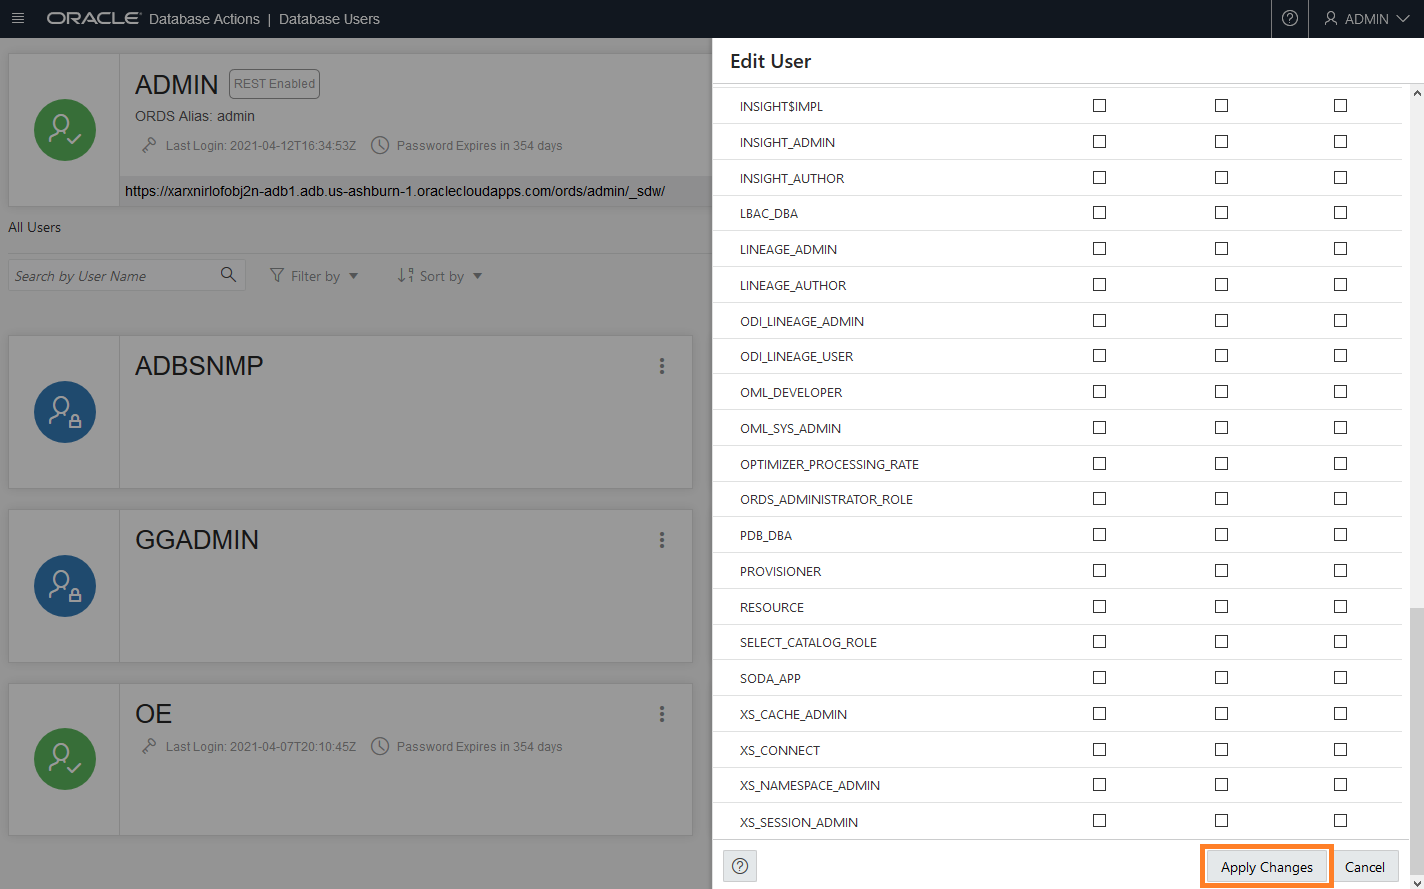 ORACLE Database Actions | Database Users
ADMIN
ADMIN REST Enabled
ORDS Alias: admin
Last Login: 2021-04-12T16:34:53Z Password Expires in 354 days
https://xarxnirlofobj2n-adb1.adb.us-ashburn-1.oraclecloudapps.com/ords/admin/_sdw/
All Users
Search by User Name Filter by Sort by
ADBSNMP
GGADMIN
OE
Last Login: 2021-04-07T20:10:45Z Password Expires in 354 days
Edit User
INSIGHT$IMPL
INSIGHT_ADMIN
INSIGHT_AUTHOR
LBAC_DBA
LINEAGE_ADMIN
LINEAGE_AUTHOR
ODI_LINEAGE_ADMIN
ODI_LINEAGE_USER
OML_DEVELOPER
OML_SYS_ADMIN
OPTIMIZER_PROCESSING_RATE
ORDS_ADMINISTRATOR_ROLE
PDB_DBA
PROVISIONER
RESOURCE
SELECT_CATALOG_ROLE
SODA_APP
XS_CACHE_ADMIN
XS_CONNECT
XS_NAMESPACE_ADMIN
XS_SESSION_ADMIN
Apply Changes Cancel